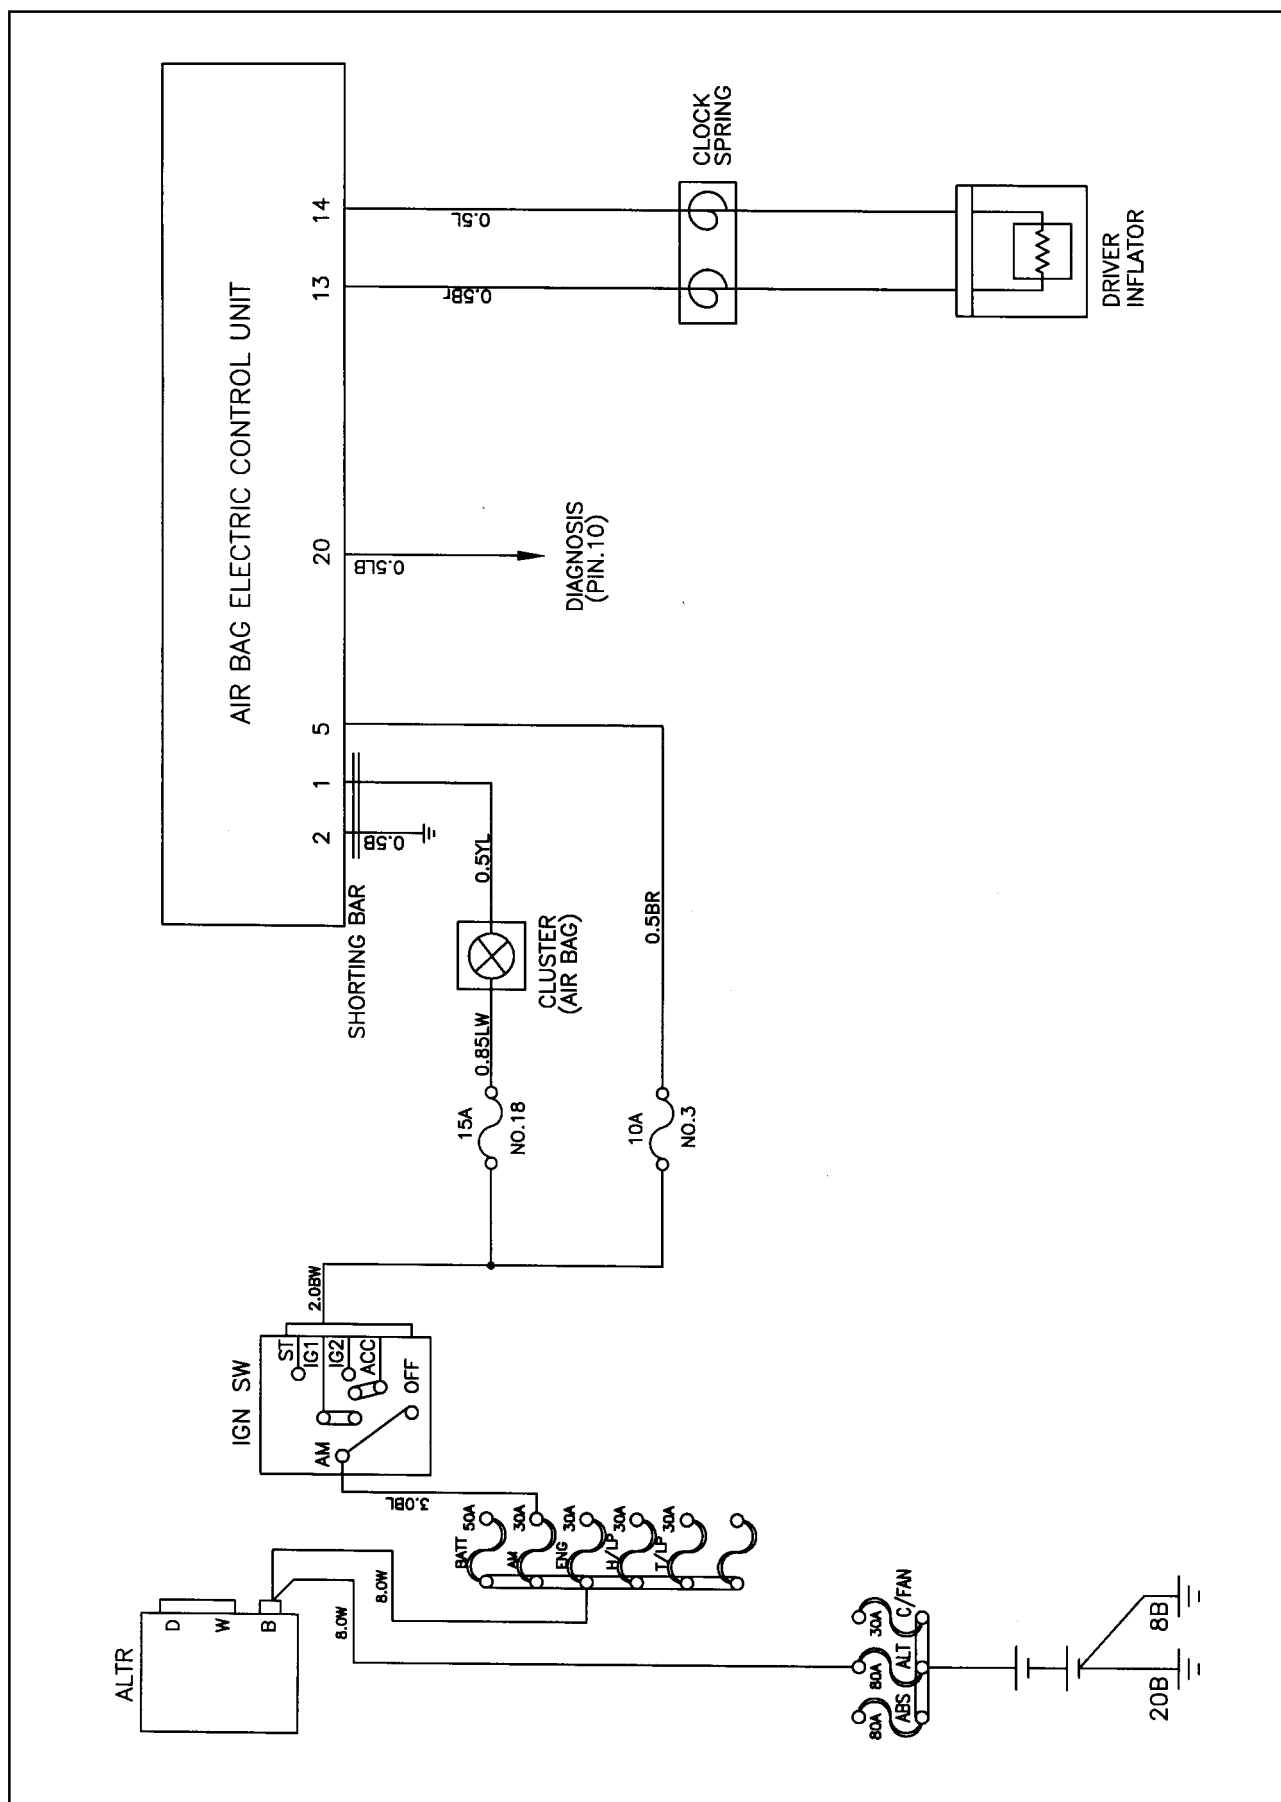 AIR BAG ELECTRIC CONTROL UNIT
2
1
5
20
13
14
SHORTING BAR
0.5B
0.5YL
0.5LB
0.5Br
0.5L
CLOCK
SPRING
DIAGNOSIS
(PIN.10)
DRIVER
INFLATOR
CLUSTER
(AIR BAG)
0.85LW
0.5BR
15A
NO.18
10A
NO.3
2.0BW
IGN SW
AM
ST
IG1
IG2
ACC
OFF
3.0BL
ALTR
D
W
B
8.0W
8.0W
BATT
50A
AM
30A
ENG
30A
H/LP
30A
T/LP
30A
80A
ABS
80A
ALT
30A
C/FAN
20B
8B